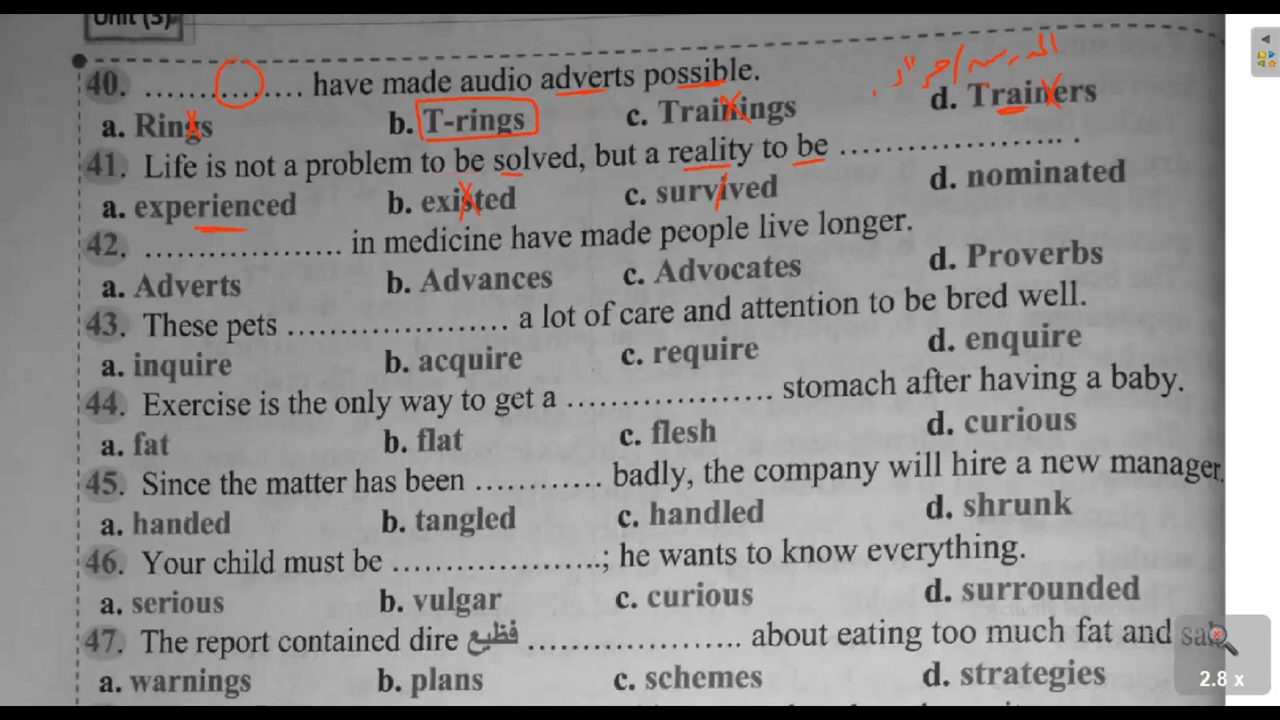 Unit (3)
المدرسة /
40. .................... have made audio adverts possible.
a. Rings b. T-rings c. Trainings d. Trainers
41. Life is not a problem to be solved, but a reality to be .................... .
a. experienced b. existed c. survived d. nominated
42. .................... in medicine have made people live longer.
a. Adverts b. Advances c. Advocates d. Proverbs
43. These pets .................... a lot of care and attention to be bred well.
a. inquire b. acquire c. require d. enquire
44. Exercise is the only way to get a .................... stomach after having a baby.
a. fat b. flat c. flesh d. curious
45. Since the matter has been ............ badly, the company will hire a new manager.
a. handed b. tangled c. handled d. shrunk
46. Your child must be ....................; he wants to know everything.
a. serious b. vulgar c. curious d. surrounded
47. The report contained dire فظيع .................... about eating too much fat and
a. warnings b. plans c. schemes d. strategies
2.8 x